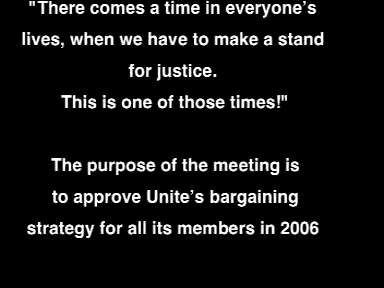 "There comes a time in everyone’s
lives, when we have to make a stand
for justice.
This is one of those times!"
The purpose of the meeting is
to approve Unite’s bargaining
strategy for all its members in 2006